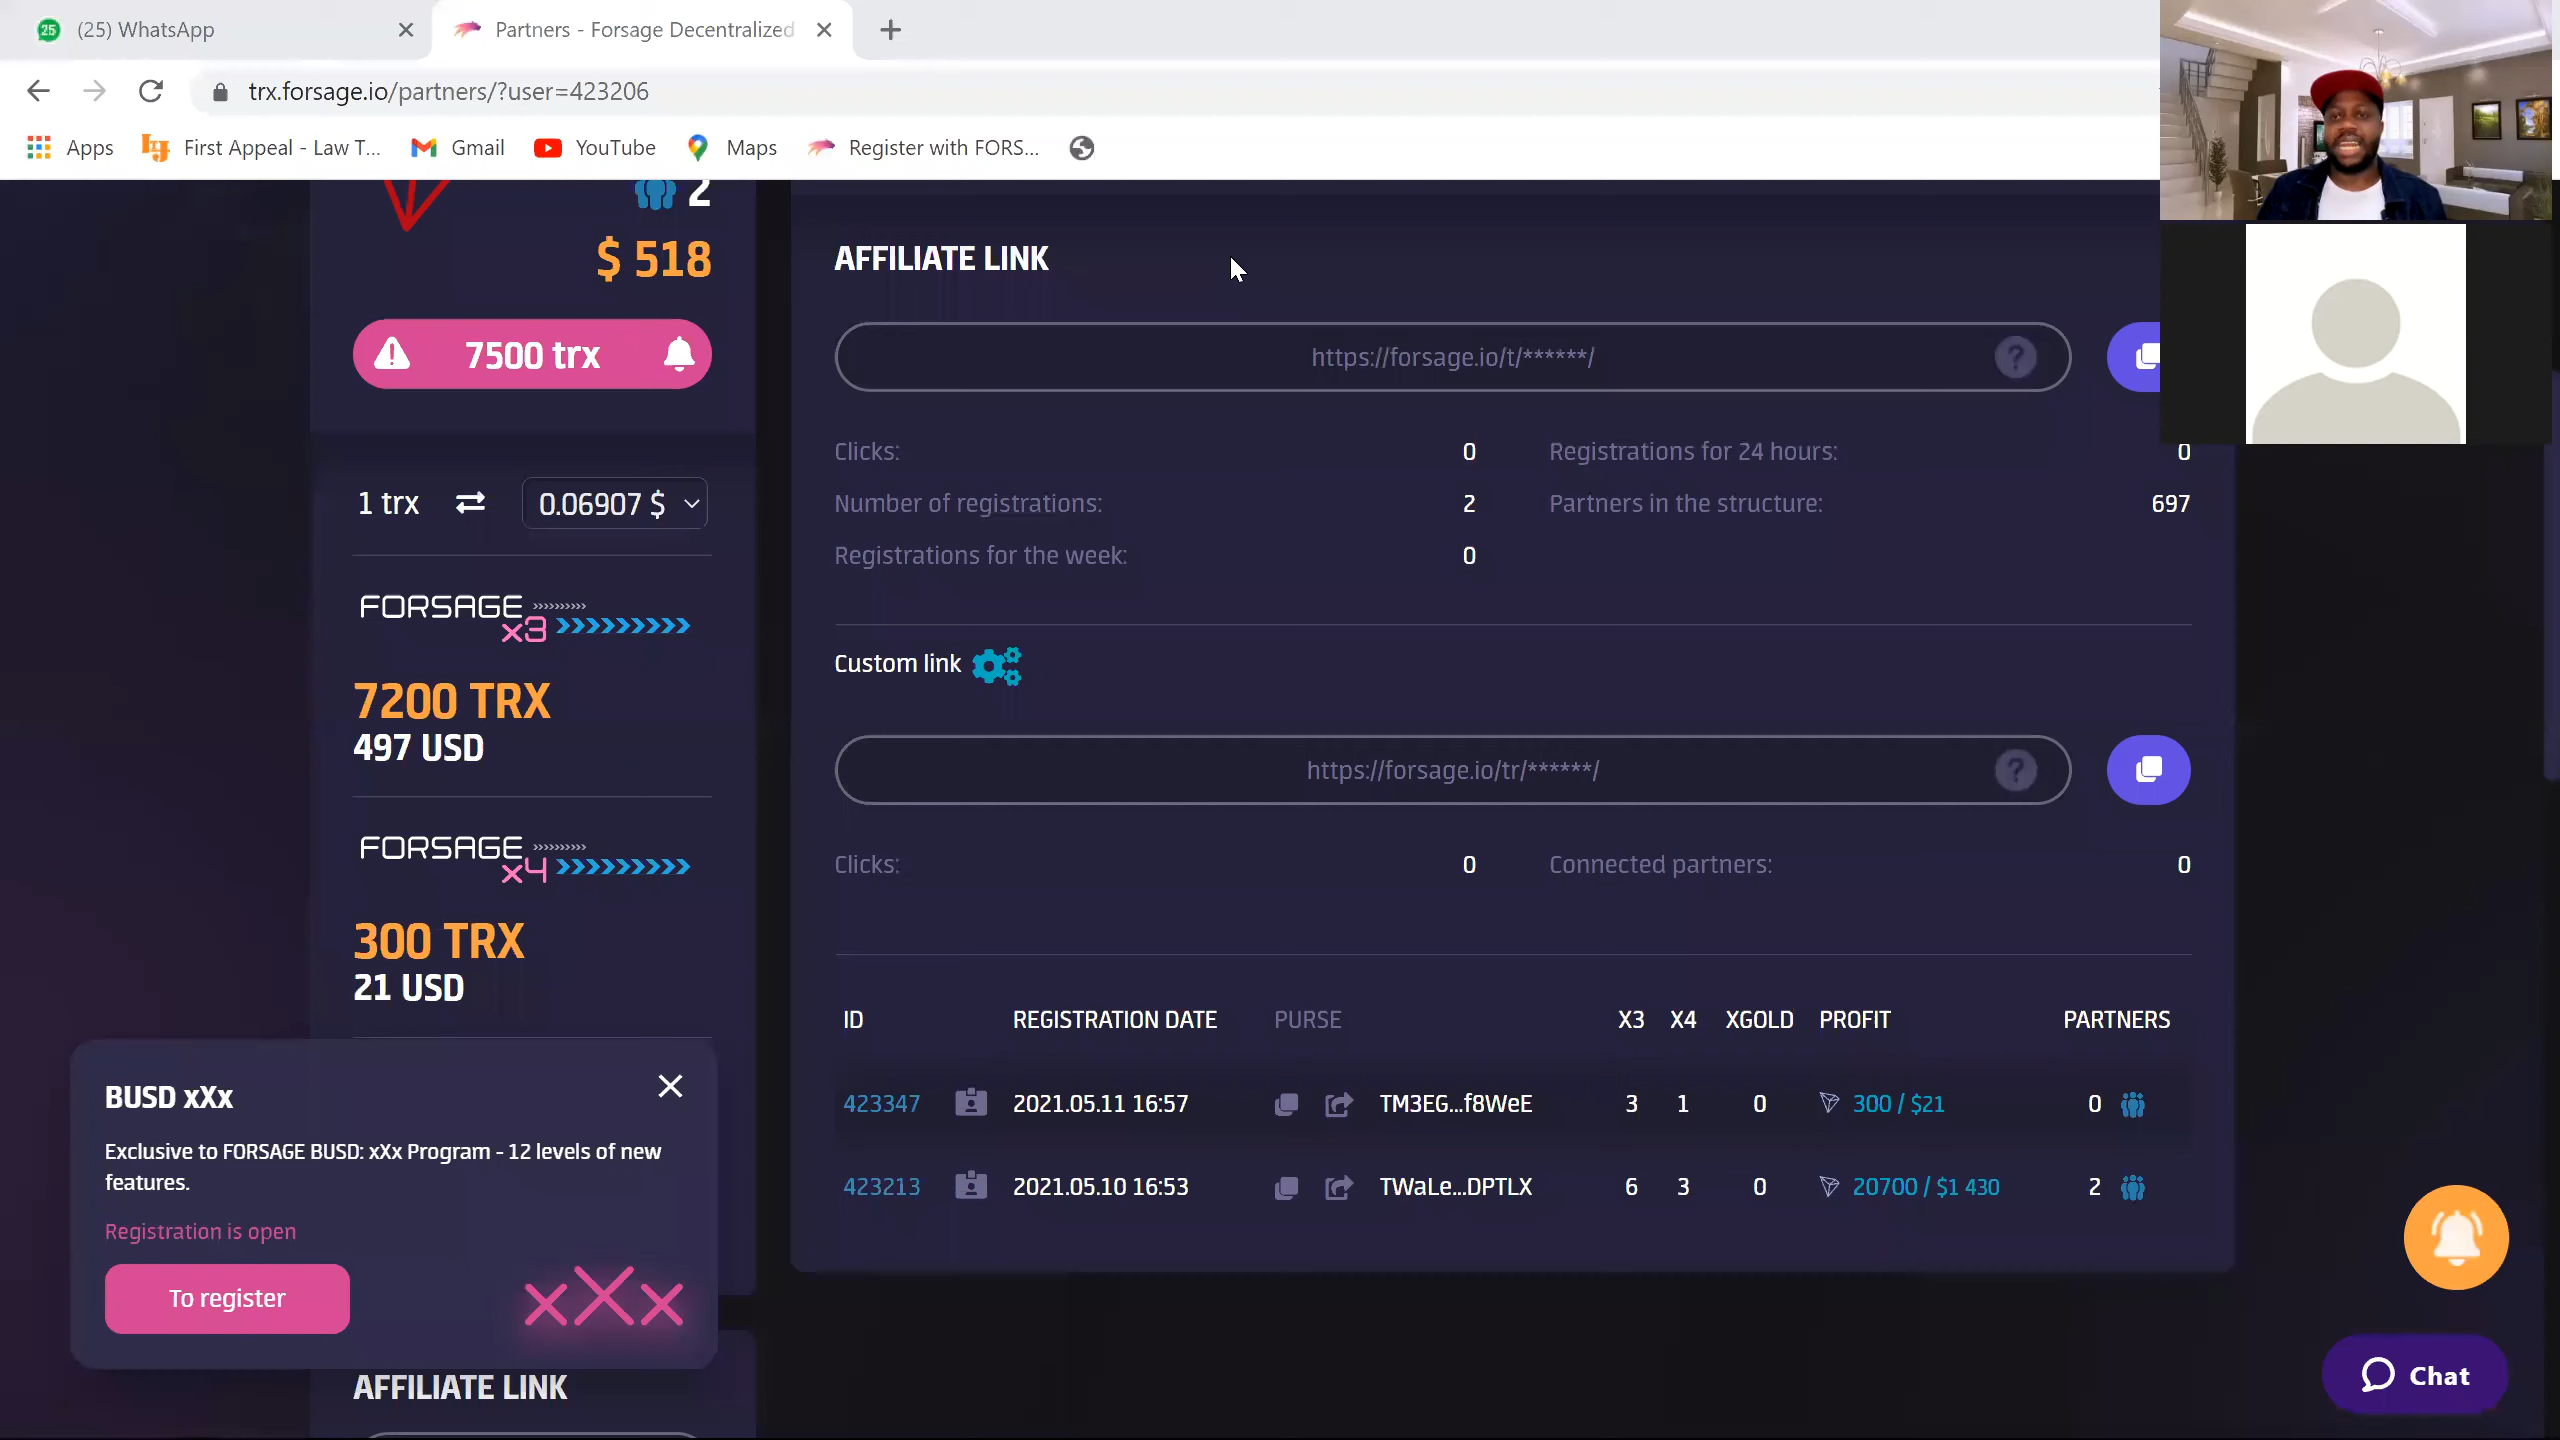 25 (25) WhatsApp
Partners - Forsage Decentralized
trx.forsage.io/partners/?user=423206
Apps
First Appeal - Law T...
Gmail
YouTube
Maps
Register with FORS...
2
$ 518
7500 trx
1 trx
0.06907 $
FORSAGE
x3
7200 TRX
497 USD
FORSAGE
x4
300 TRX
21 USD
BUSD xXx
Exclusive to FORSAGE BUSD: xXx Program - 12 levels of new
features.
Registration is open
To register
xXx
AFFILIATE LINK
AFFILIATE LINK
https://forsage.io/t/******/
?
Clicks: 0 Registrations for 24 hours: 0
Number of registrations: 2 Partners in the structure: 697
Registrations for the week: 0
Custom link
https://forsage.io/tr/******/
?
Clicks: 0 Connected partners: 0
ID REGISTRATION DATE PURSE X3 X4 XGOLD PROFIT PARTNERS
423347 2021.05.11 16:57 TM3EG...f8WeE 3 1 0 300 / $21 0
423213 2021.05.10 16:53 TWaLe...DPTLX 6 3 0 20700 / $1 430 2
Chat